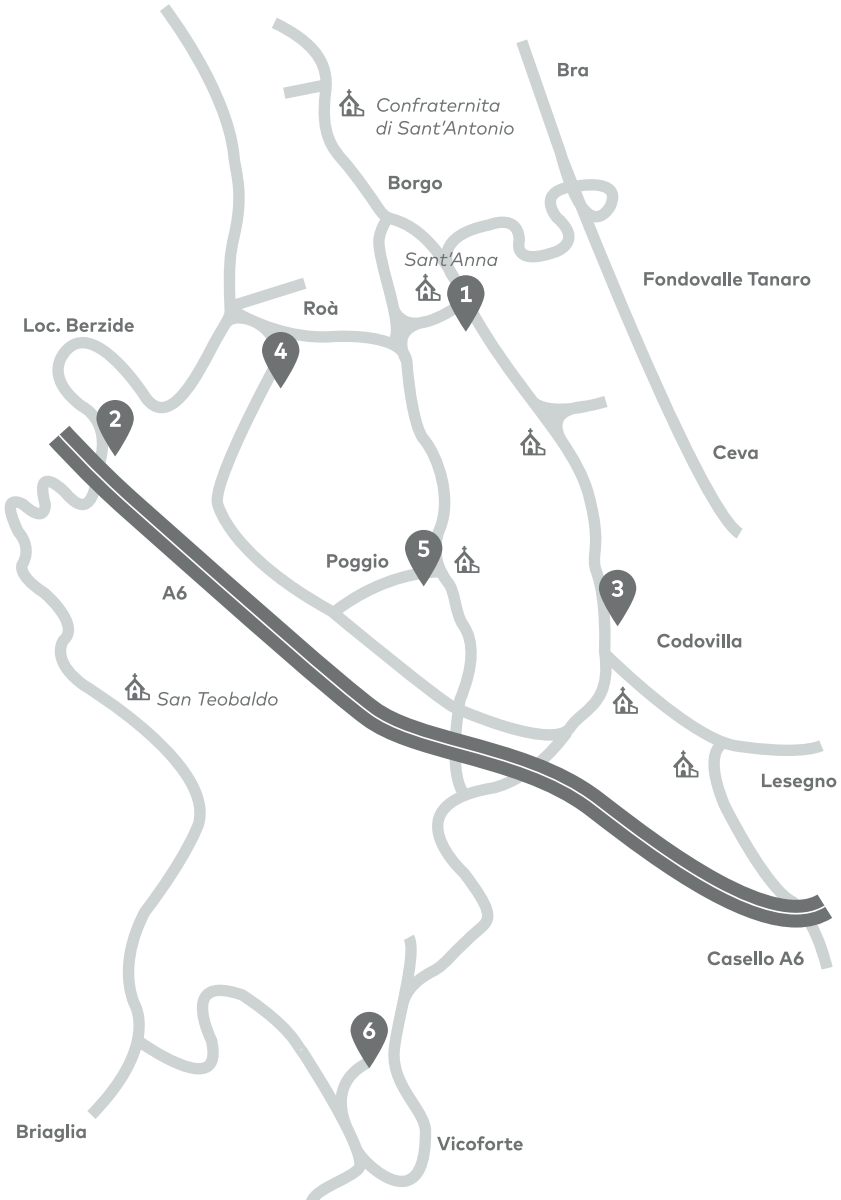 Bra
Confraternita
di Sant'Antonio
Borgo
Sant'Anna
Fondovalle Tanaro
1
Roà
Loc. Berzide
4
2
Ceva
5
Poggio
A6
3
Codovilla
San Teobaldo
Lesegno
Casello A6
6
Briaglia
Vicoforte